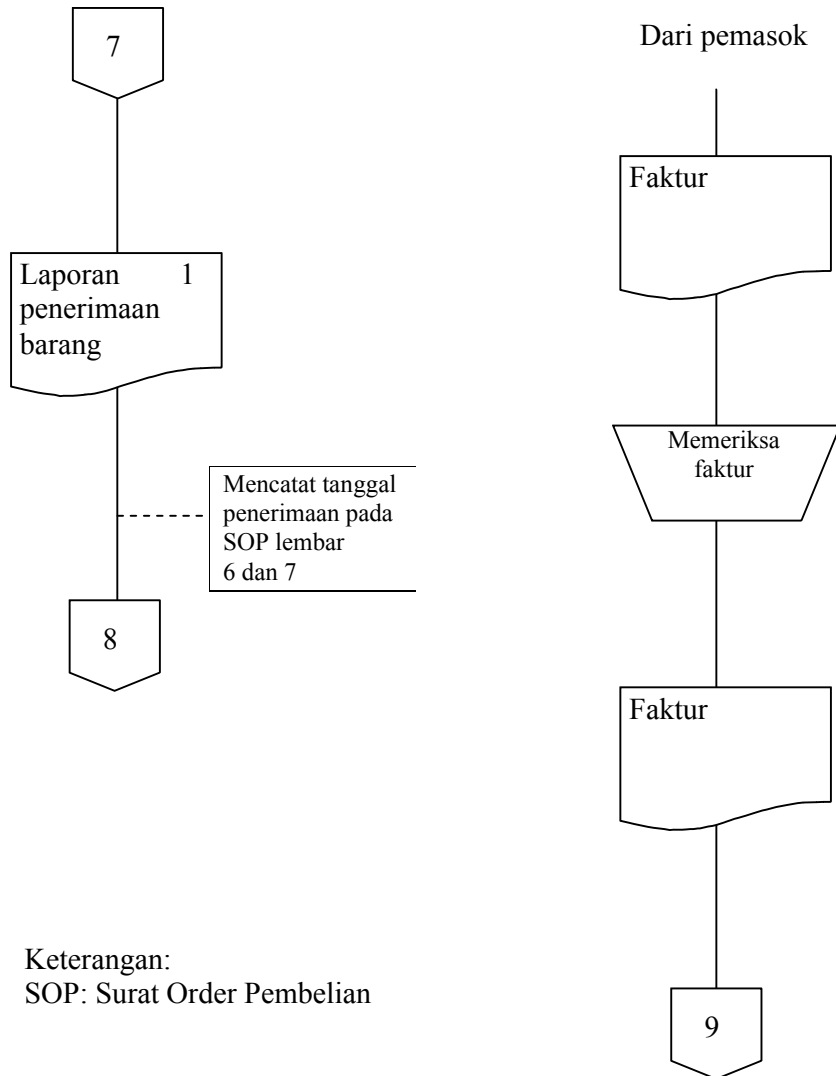 7
Laporan 1
penerimaan
barang
Mencatat tanggal
penerimaan pada
SOP lembar
6 dan 7
8
Keterangan:
SOP: Surat Order Pembelian
Dari pemasok
Faktur
Memeriksa
faktur
Faktur
9